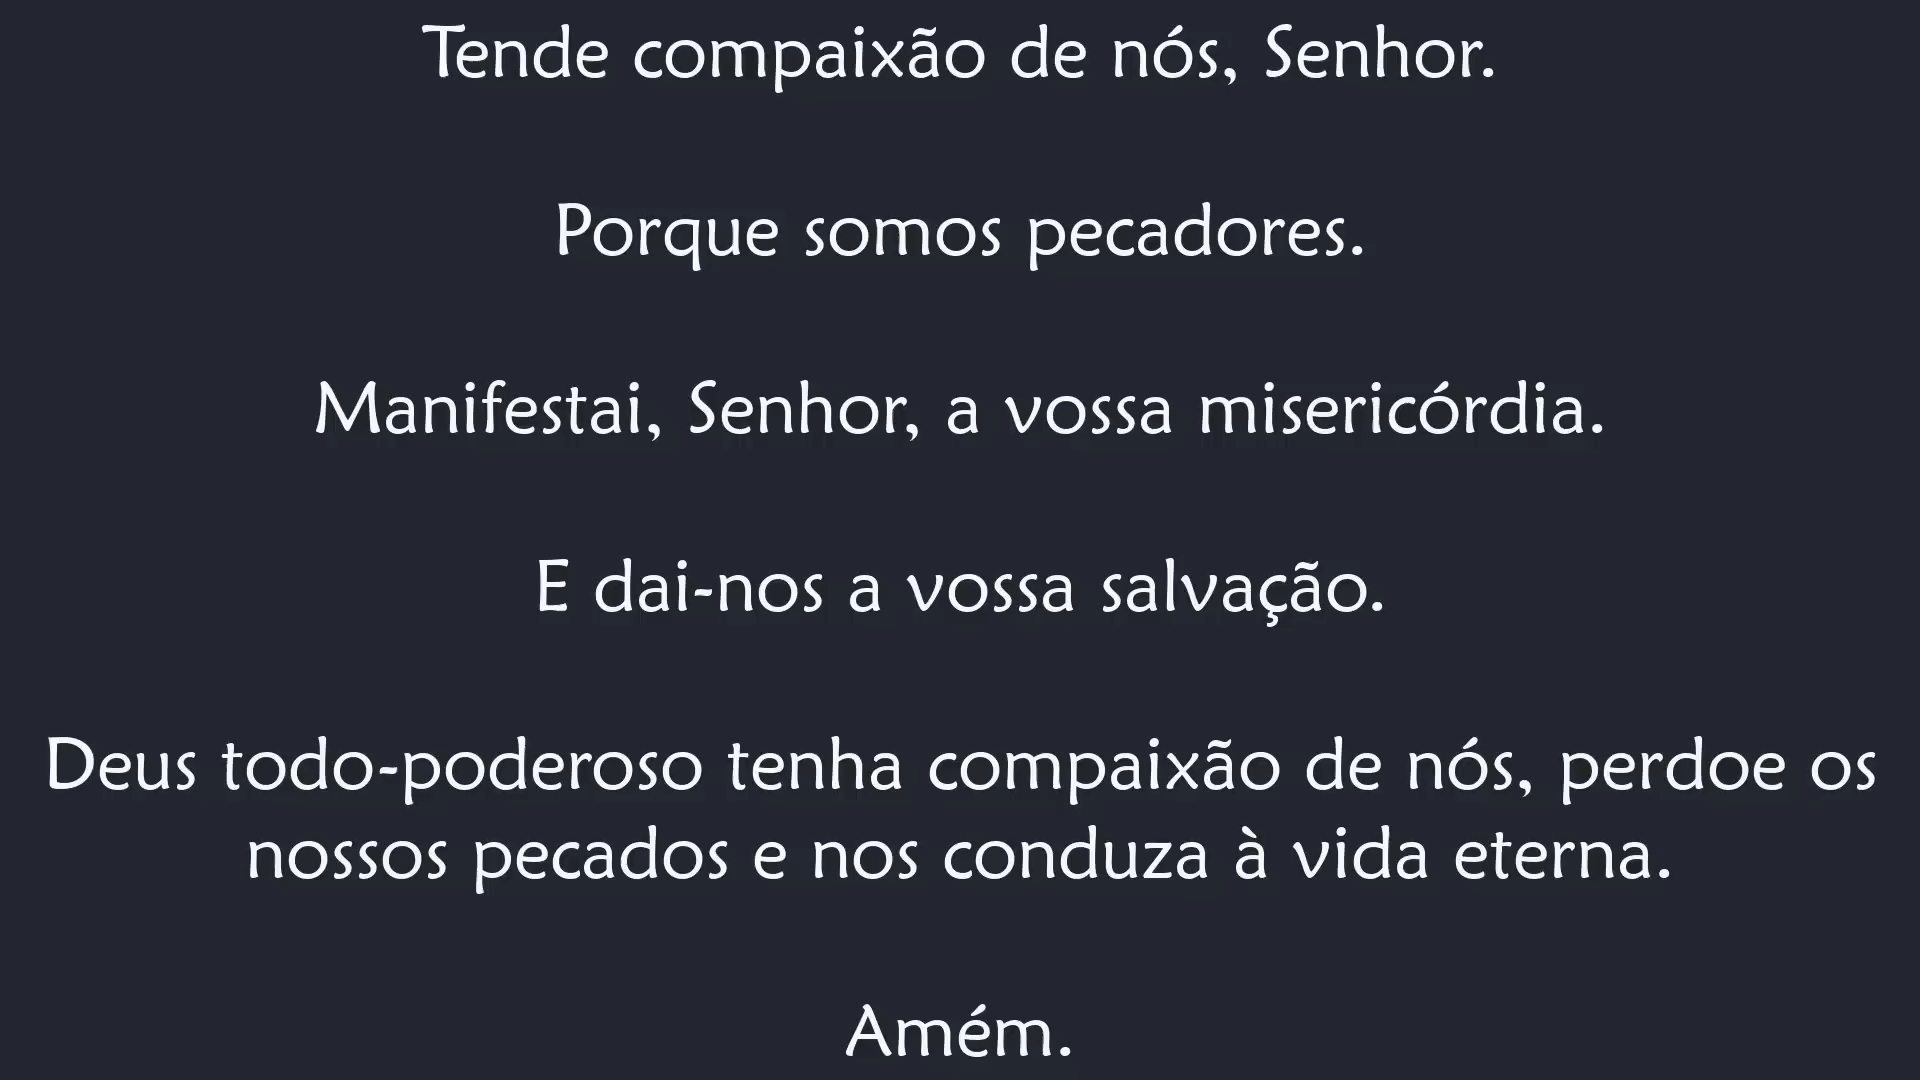 Tende compaixão de nós, Senhor.
Porque somos pecadores.
Manifestai, Senhor, a vossa misericórdia.
E dai-nos a vossa salvação.
Deus todo-poderoso tenha compaixão de nós, perdoe os
nossos pecados e nos conduza à vida eterna.
Amém.